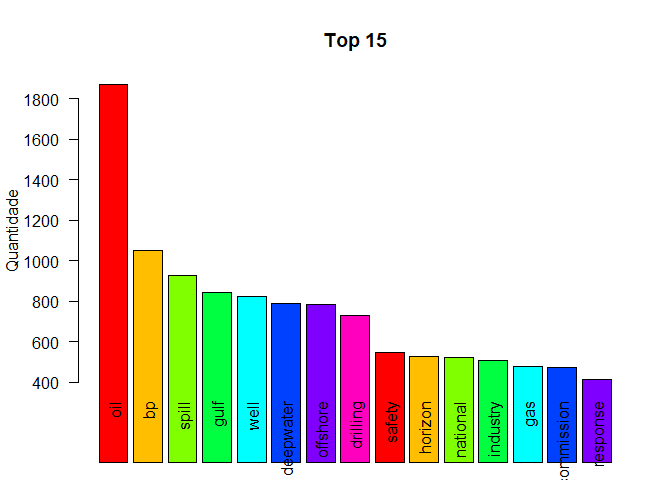 Top 15
Quantidade
1800
1600
1400
1200
1000
800
600
400
oil
bp
spill
gulf
well
deepwater
offshore
drilling
safety
horizon
national
industry
gas
ommission
response